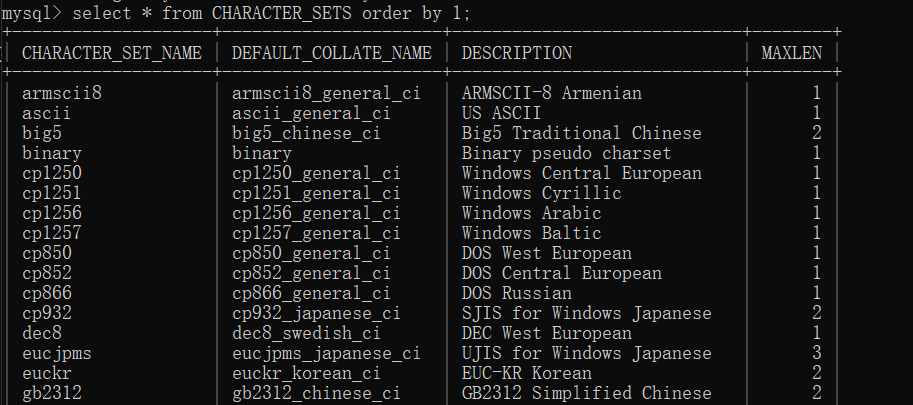 mysql> select * from CHARACTER_SETS order by 1;
+--------------------+---------------------+---------------------------+--------+
| CHARACTER_SET_NAME | DEFAULT_COLLATE_NAME | DESCRIPTION | MAXLEN |
+--------------------+---------------------+---------------------------+--------+
| armscii8 | armscii8_general_ci | ARMSCII-8 Armenian | 1 |
| ascii | ascii_general_ci | US ASCII | 1 |
| big5 | big5_chinese_ci | Big5 Traditional Chinese | 2 |
| binary | binary | Binary pseudo charset | 1 |
| cp1250 | cp1250_general_ci | Windows Central European | 1 |
| cp1251 | cp1251_general_ci | Windows Cyrillic | 1 |
| cp1256 | cp1256_general_ci | Windows Arabic | 1 |
| cp1257 | cp1257_general_ci | Windows Baltic | 1 |
| cp850 | cp850_general_ci | DOS West European | 1 |
| cp852 | cp852_general_ci | DOS Central European | 1 |
| cp866 | cp866_general_ci | DOS Russian | 1 |
| cp932 | cp932_japanese_ci | SJIS for Windows Japanese | 2 |
| dec8 | dec8_swedish_ci | DEC West European | 1 |
| eucjpms | eucjpms_japanese_ci | UJIS for Windows Japanese | 3 |
| euckr | euckr_korean_ci | EUC-KR Korean | 2 |
| gb2312 | gb2312_chinese_ci | GB2312 Simplified Chinese | 2 |